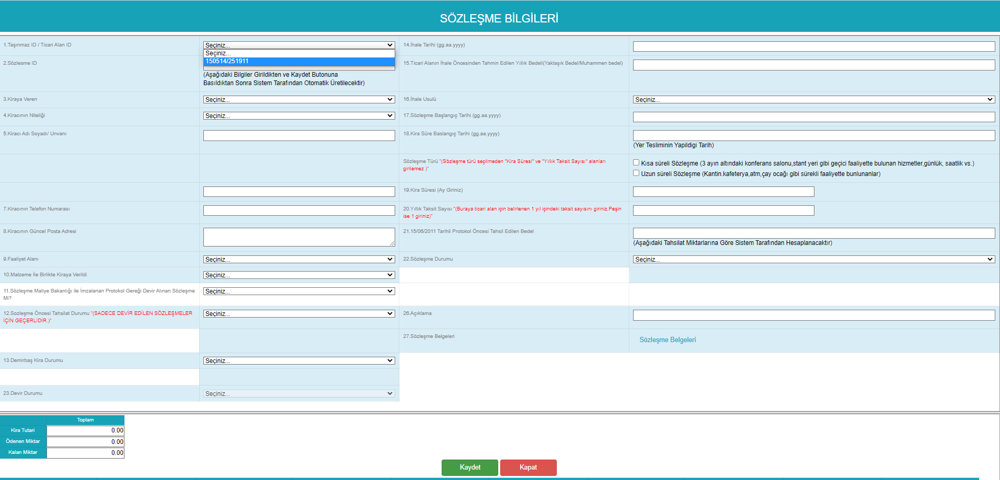 SÖZLEŞME BİLGİLERİ
1.Taşınmaz ID / Ticari Alan ID
Seçiniz...
Seçiniz...
150514/251911
2.Sözlesme ID
(Aşağıdaki Bilgiler Girildikten ve Kaydet Butonuna
Basıldıktan Sonra Sistem Tarafından Otomatik Üretilecektir)
3.Kiraya Veren
Seçiniz...
4.Kiracının Niteliği
Seçiniz...
5.Kiracı Adı Soyadı/ Unvanı
7.Kiracının Telefon Numarası
8.Kiracının Güncel Posta Adresi
9.Faaliyet Alanı
Seçiniz...
10.Malzeme İle Birlikte Kiraya Verildi
Seçiniz...
11.Sözleşme Maliye Bakanlığı ile İmzalanan Protokol Gereği Devir Alınan Sözleşme
Mi?
Seçiniz...
12.Sozleşme Öncesi Tahsilat Durumu "(SADECE DEVİR EDİLEN SÖZLEŞMELER
İÇİN GEÇERLİDİR.)"
Seçiniz...
13.Demirbaş Kira Durumu
Seçiniz...
23.Devir Durumu
Seçiniz...
14.İhale Tarihi (gg.aa.yyyy)
15.Ticari Alanın İhale Öncesinden Tahmin Edilen Yıllık Bedeli(Yaklaşık Bedel/Muhammen bedel)
16.İhale Usulü
Seçiniz...
17.Sözleşme Başlangıç Tarihi (gg.aa.yyyy)
18.Kira Süre Baslangıç Tarihi (gg.aa.yyyy)
(Yer Tesliminin Yapildigi Tarih)
Sözleşme Türü "(Sözleşme türü seçilmeden "Kira Süresi" ve "Yıllık Taksit Sayısı" alanları
girilemez )"
Kısa süreli Sözleşme (3 ayın altındaki konferans salonu,stant yeri gibi geçici faaliyette bulunan hizmetler,günlük, saatlik vs.)
Uzun süreli Sözleşme (Kantin.kafeterya,atm,çay ocağı gibi sürekli faaliyette bunlunanlar)
19.Kira Süresi (Ay Giriniz)
20.Yıllık Taksit Sayısı "(Buraya ticari alan için belirlenen 1 yıl içindeki taksit sayısını giriniz,Peşin
ise 1 giriniz)"
21.15/06/2011 Tarihli Protokol Öncesi Tahsil Edilen Bedel
(Aşağıdaki Tahsilat Miktarlarına Göre Sistem Tarafından Hesaplanacaktır)
22.Sözleşme Durumu
Seçiniz...
26.Açıklama
27.Sözleşme Belgeleri
Sözleşme Belgeleri
Toplam
Kira Tutari 0.00
Ödenen Miktar 0.00
Kalan Miktar 0.00
Kaydet
Kapat